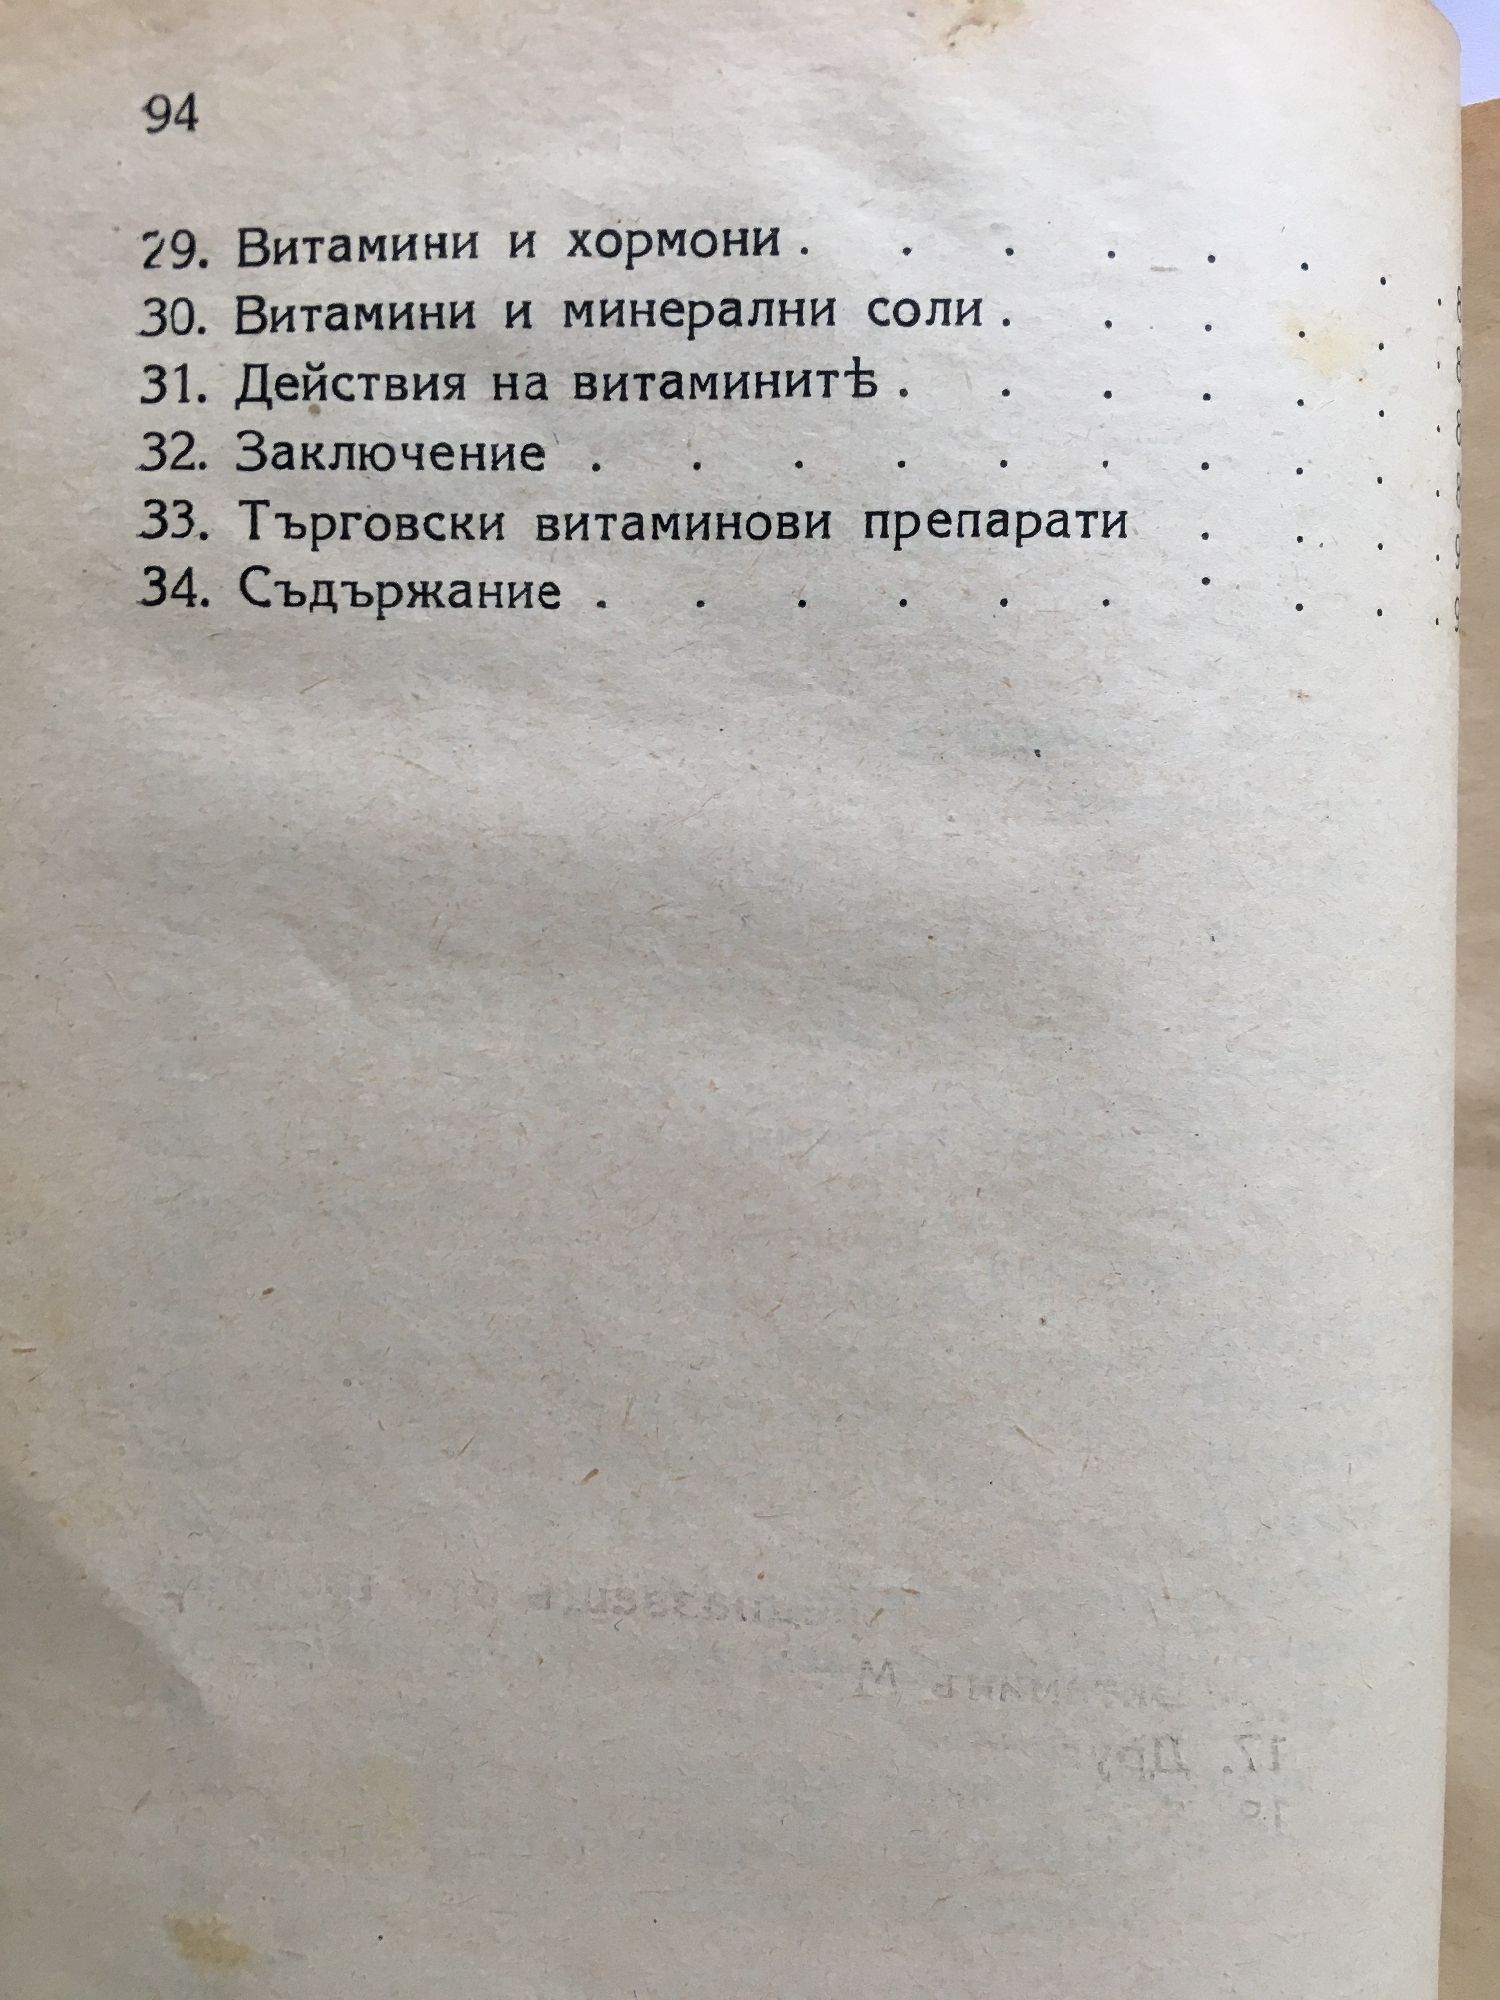 94
29. Витамини и хормони . . . . . . .
30. Витамини и минерални соли . . . . . .
31. Действия на витаминитѣ . . . . . . .
32. Заключение . . . . . . . . . .
33. Търговски витаминови препарати . . . .
34. Съдържание . . . . . . . . . .